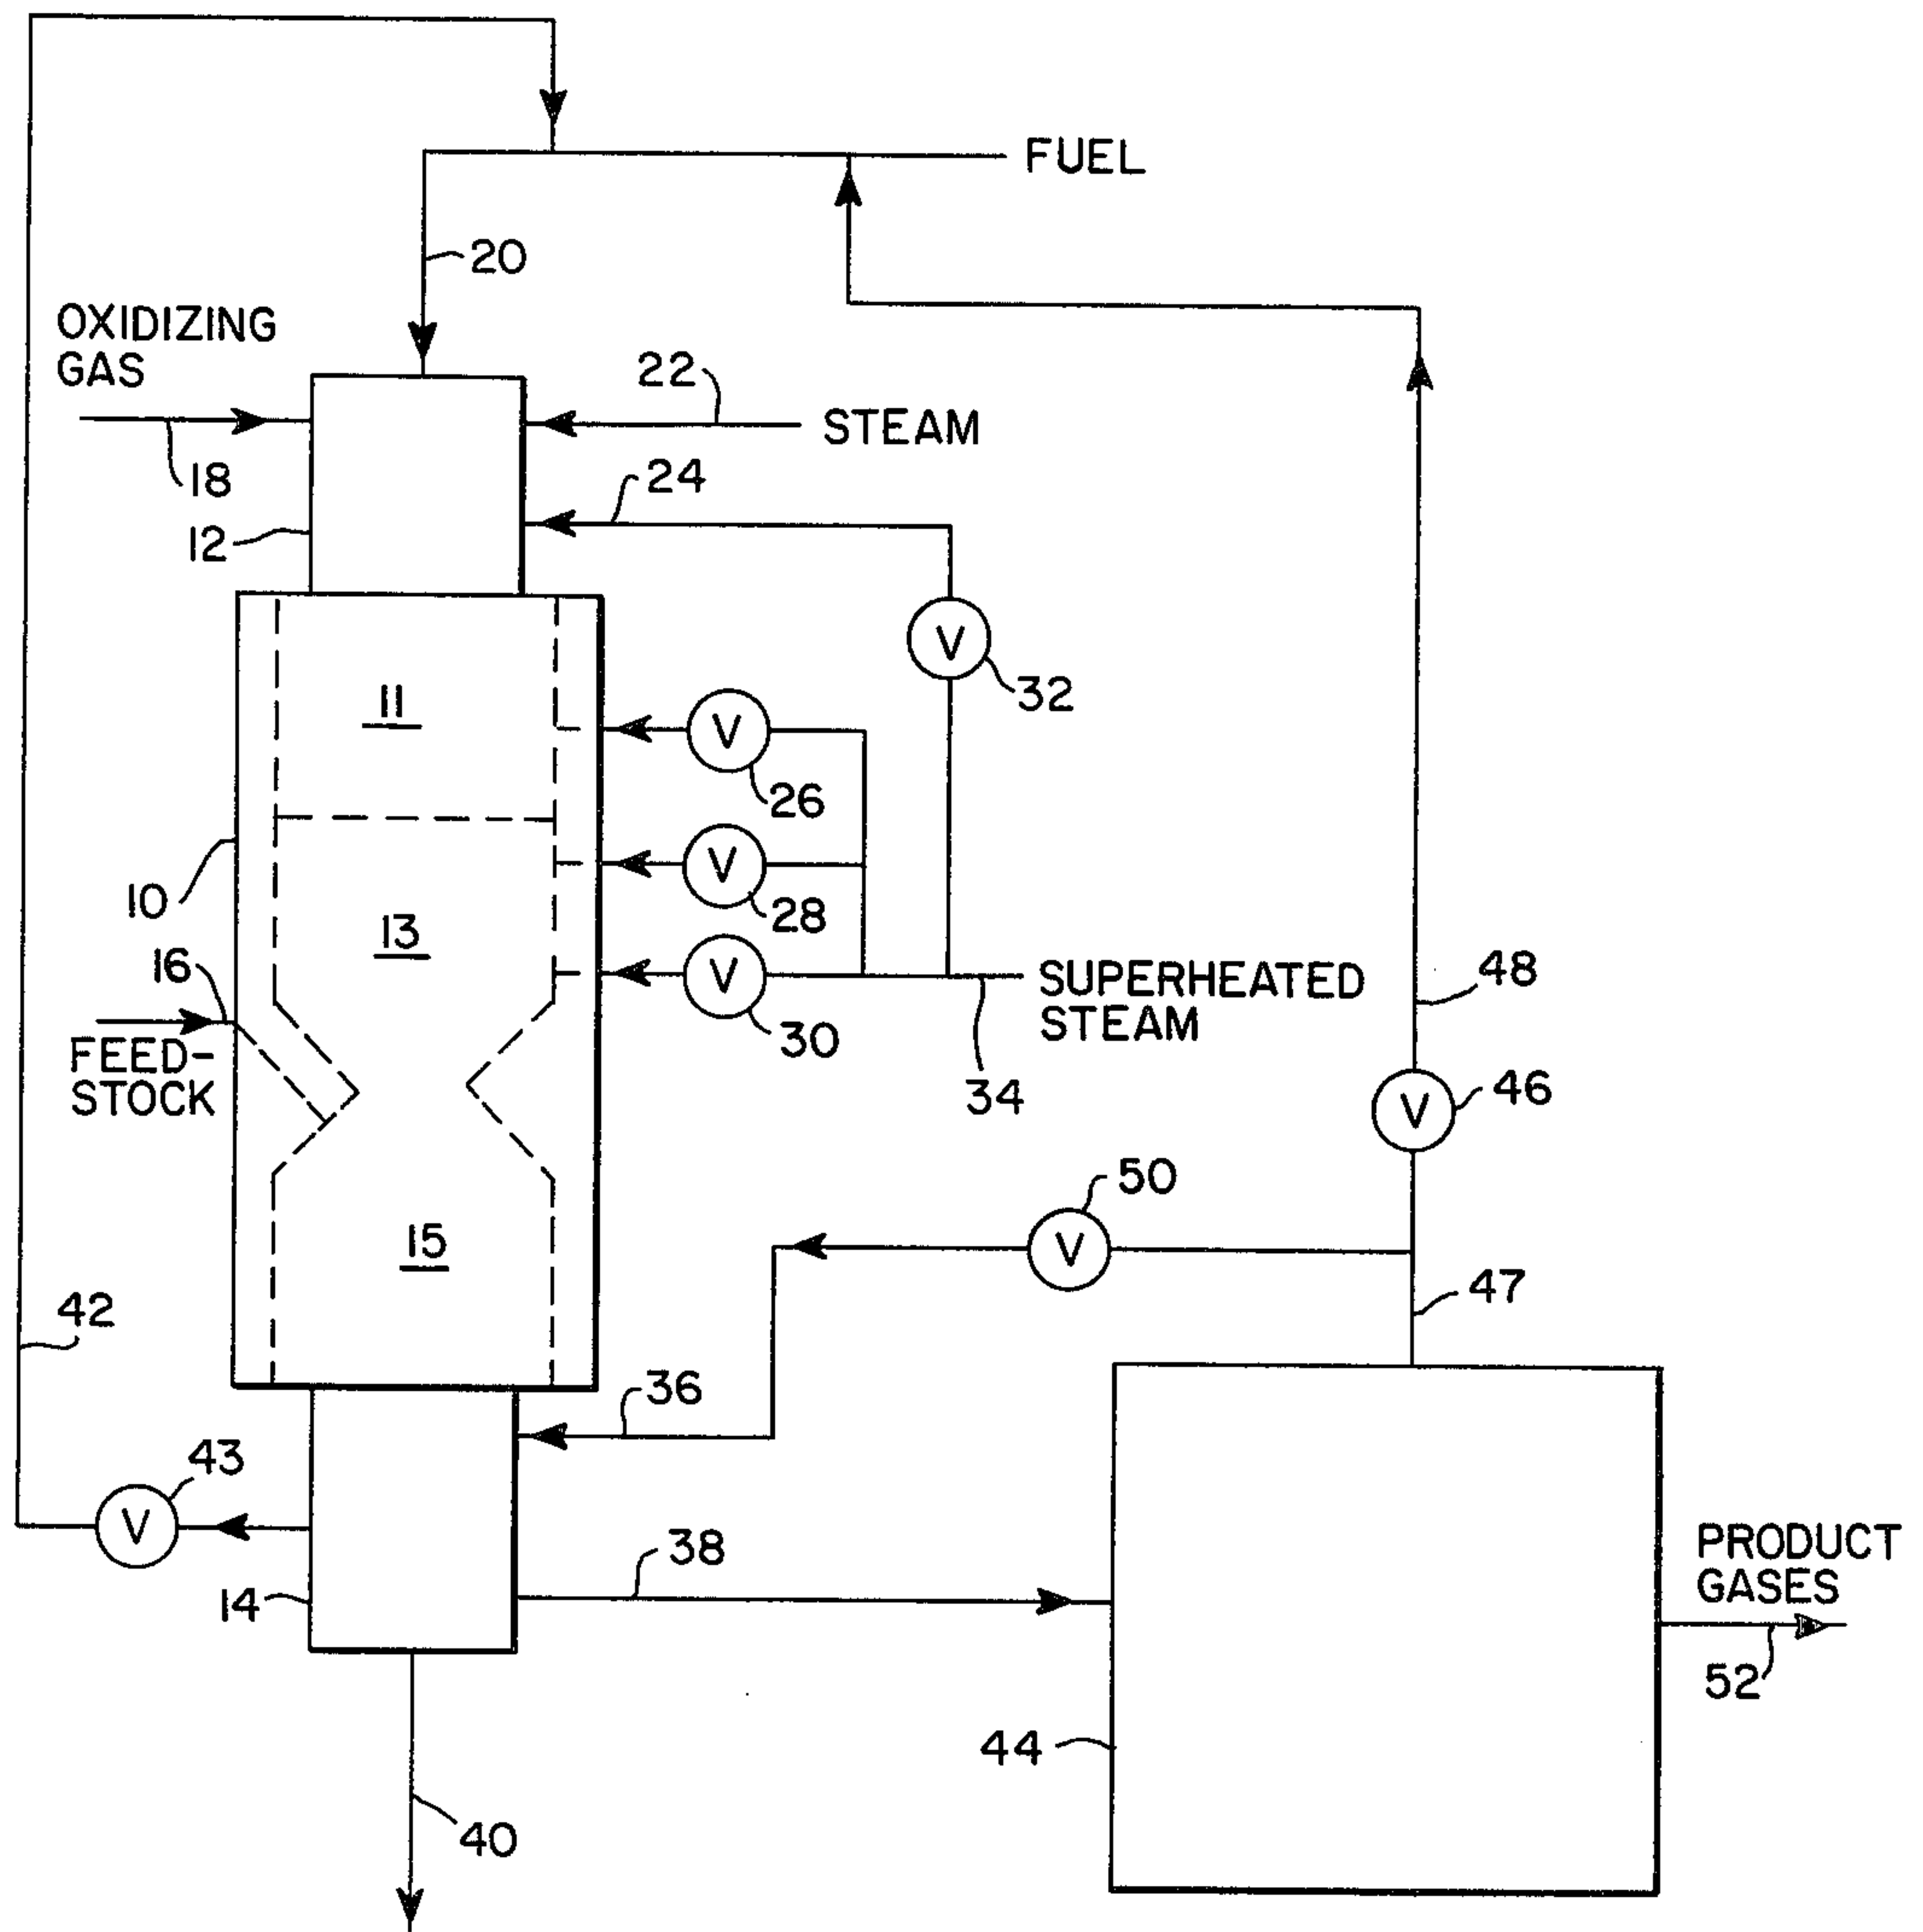 FUEL
20
OXIDIZING
GAS
22
STEAM
18
24
12
V
32
11
V
26
10
V
28
13
16
V
SUPERHEATED
STEAM
48
FEED-
STOCK
30
34
V
46
50
V
15
47
42
36
43
V
38
PRODUCT
GASES
14
52
44
40